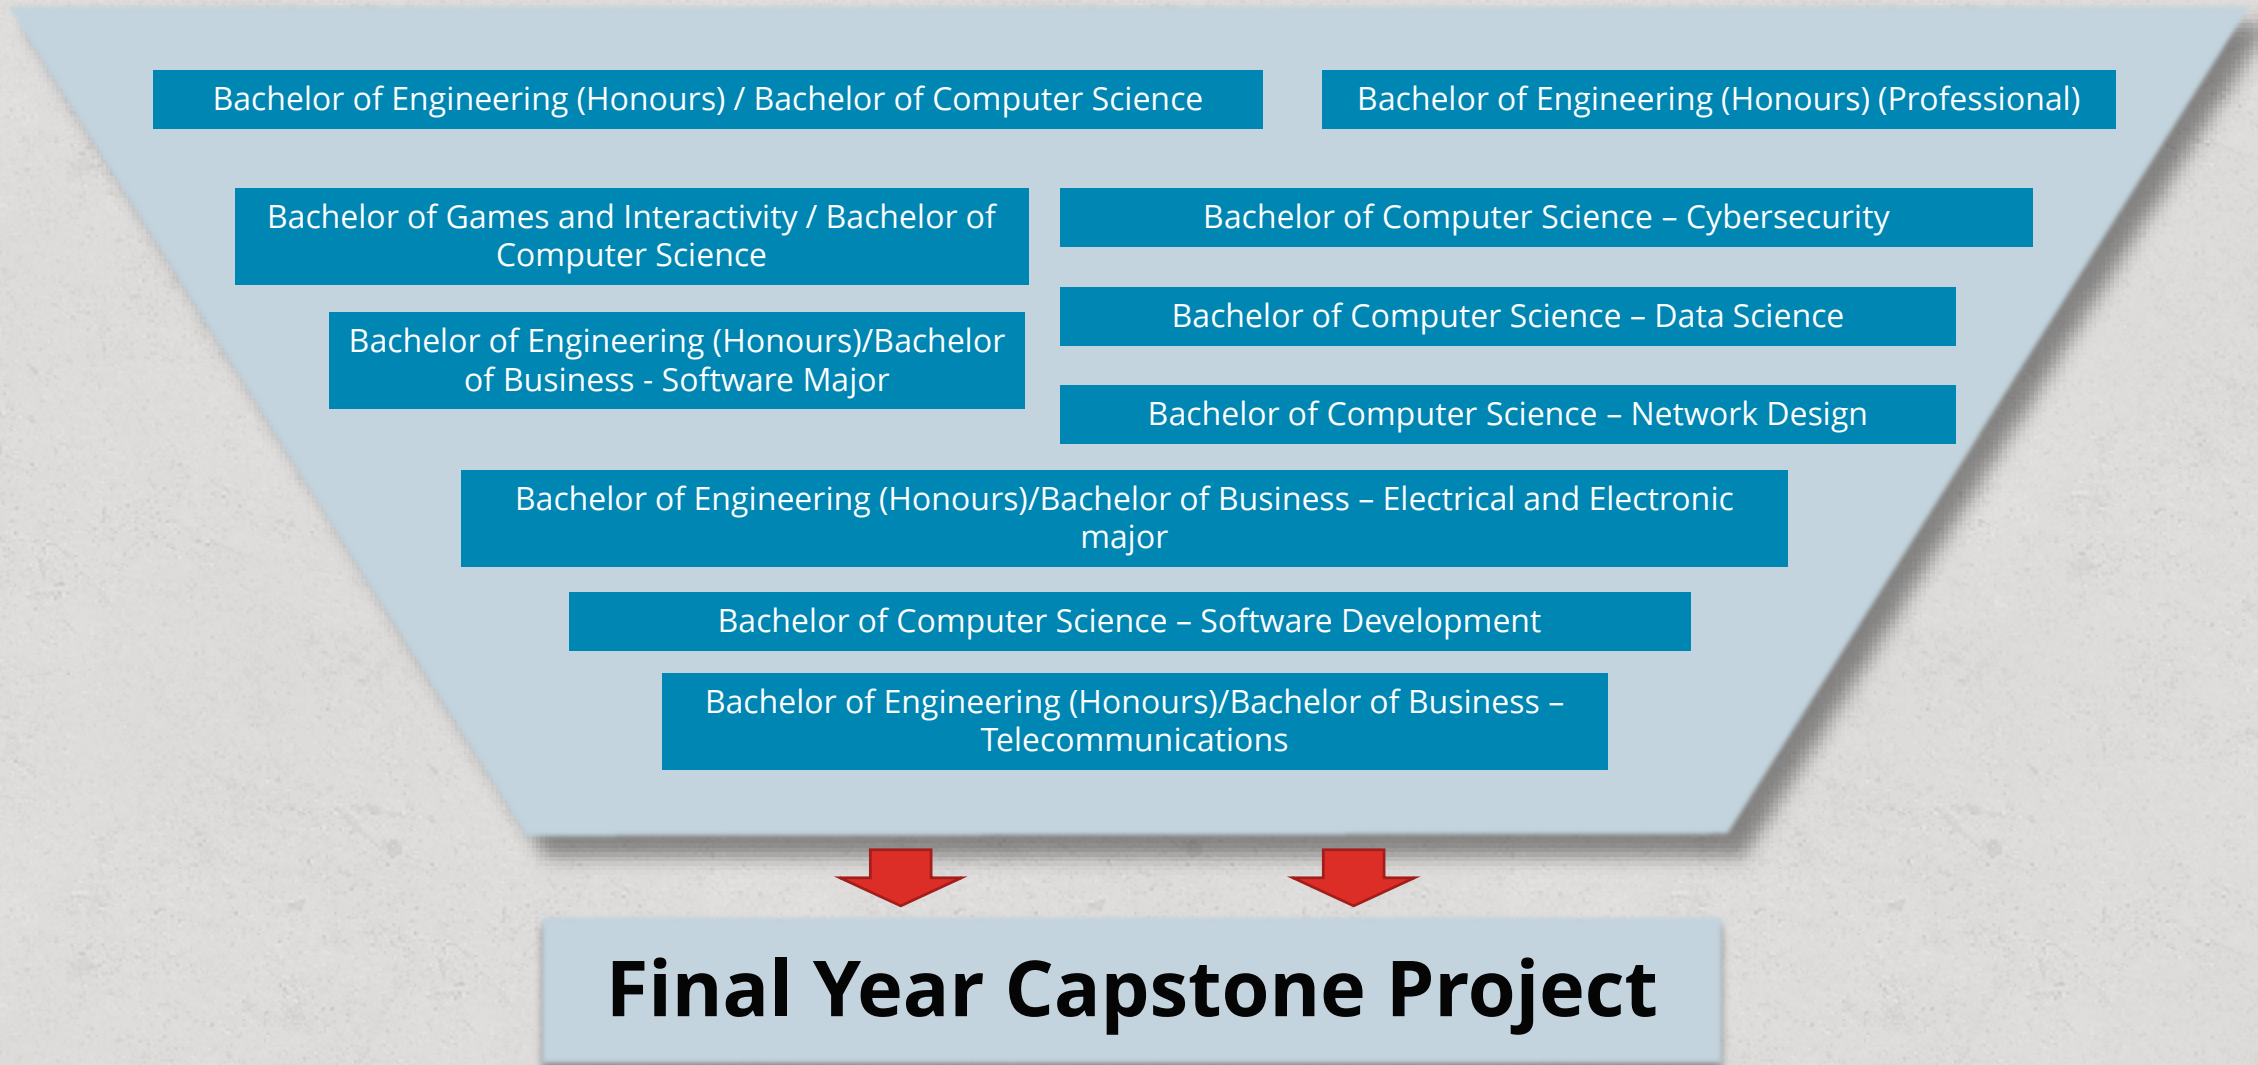 Bachelor of Engineering (Honours) / Bachelor of Computer Science
Bachelor of Engineering (Honours) (Professional)
Bachelor of Games and Interactivity / Bachelor of
Computer Science
Bachelor of Computer Science – Cybersecurity
Bachelor of Engineering (Honours)/Bachelor
of Business - Software Major
Bachelor of Computer Science – Data Science
Bachelor of Computer Science – Network Design
Bachelor of Engineering (Honours)/Bachelor of Business – Electrical and Electronic
major
Bachelor of Computer Science – Software Development
Bachelor of Engineering (Honours)/Bachelor of Business –
Telecommunications
Final Year Capstone Project